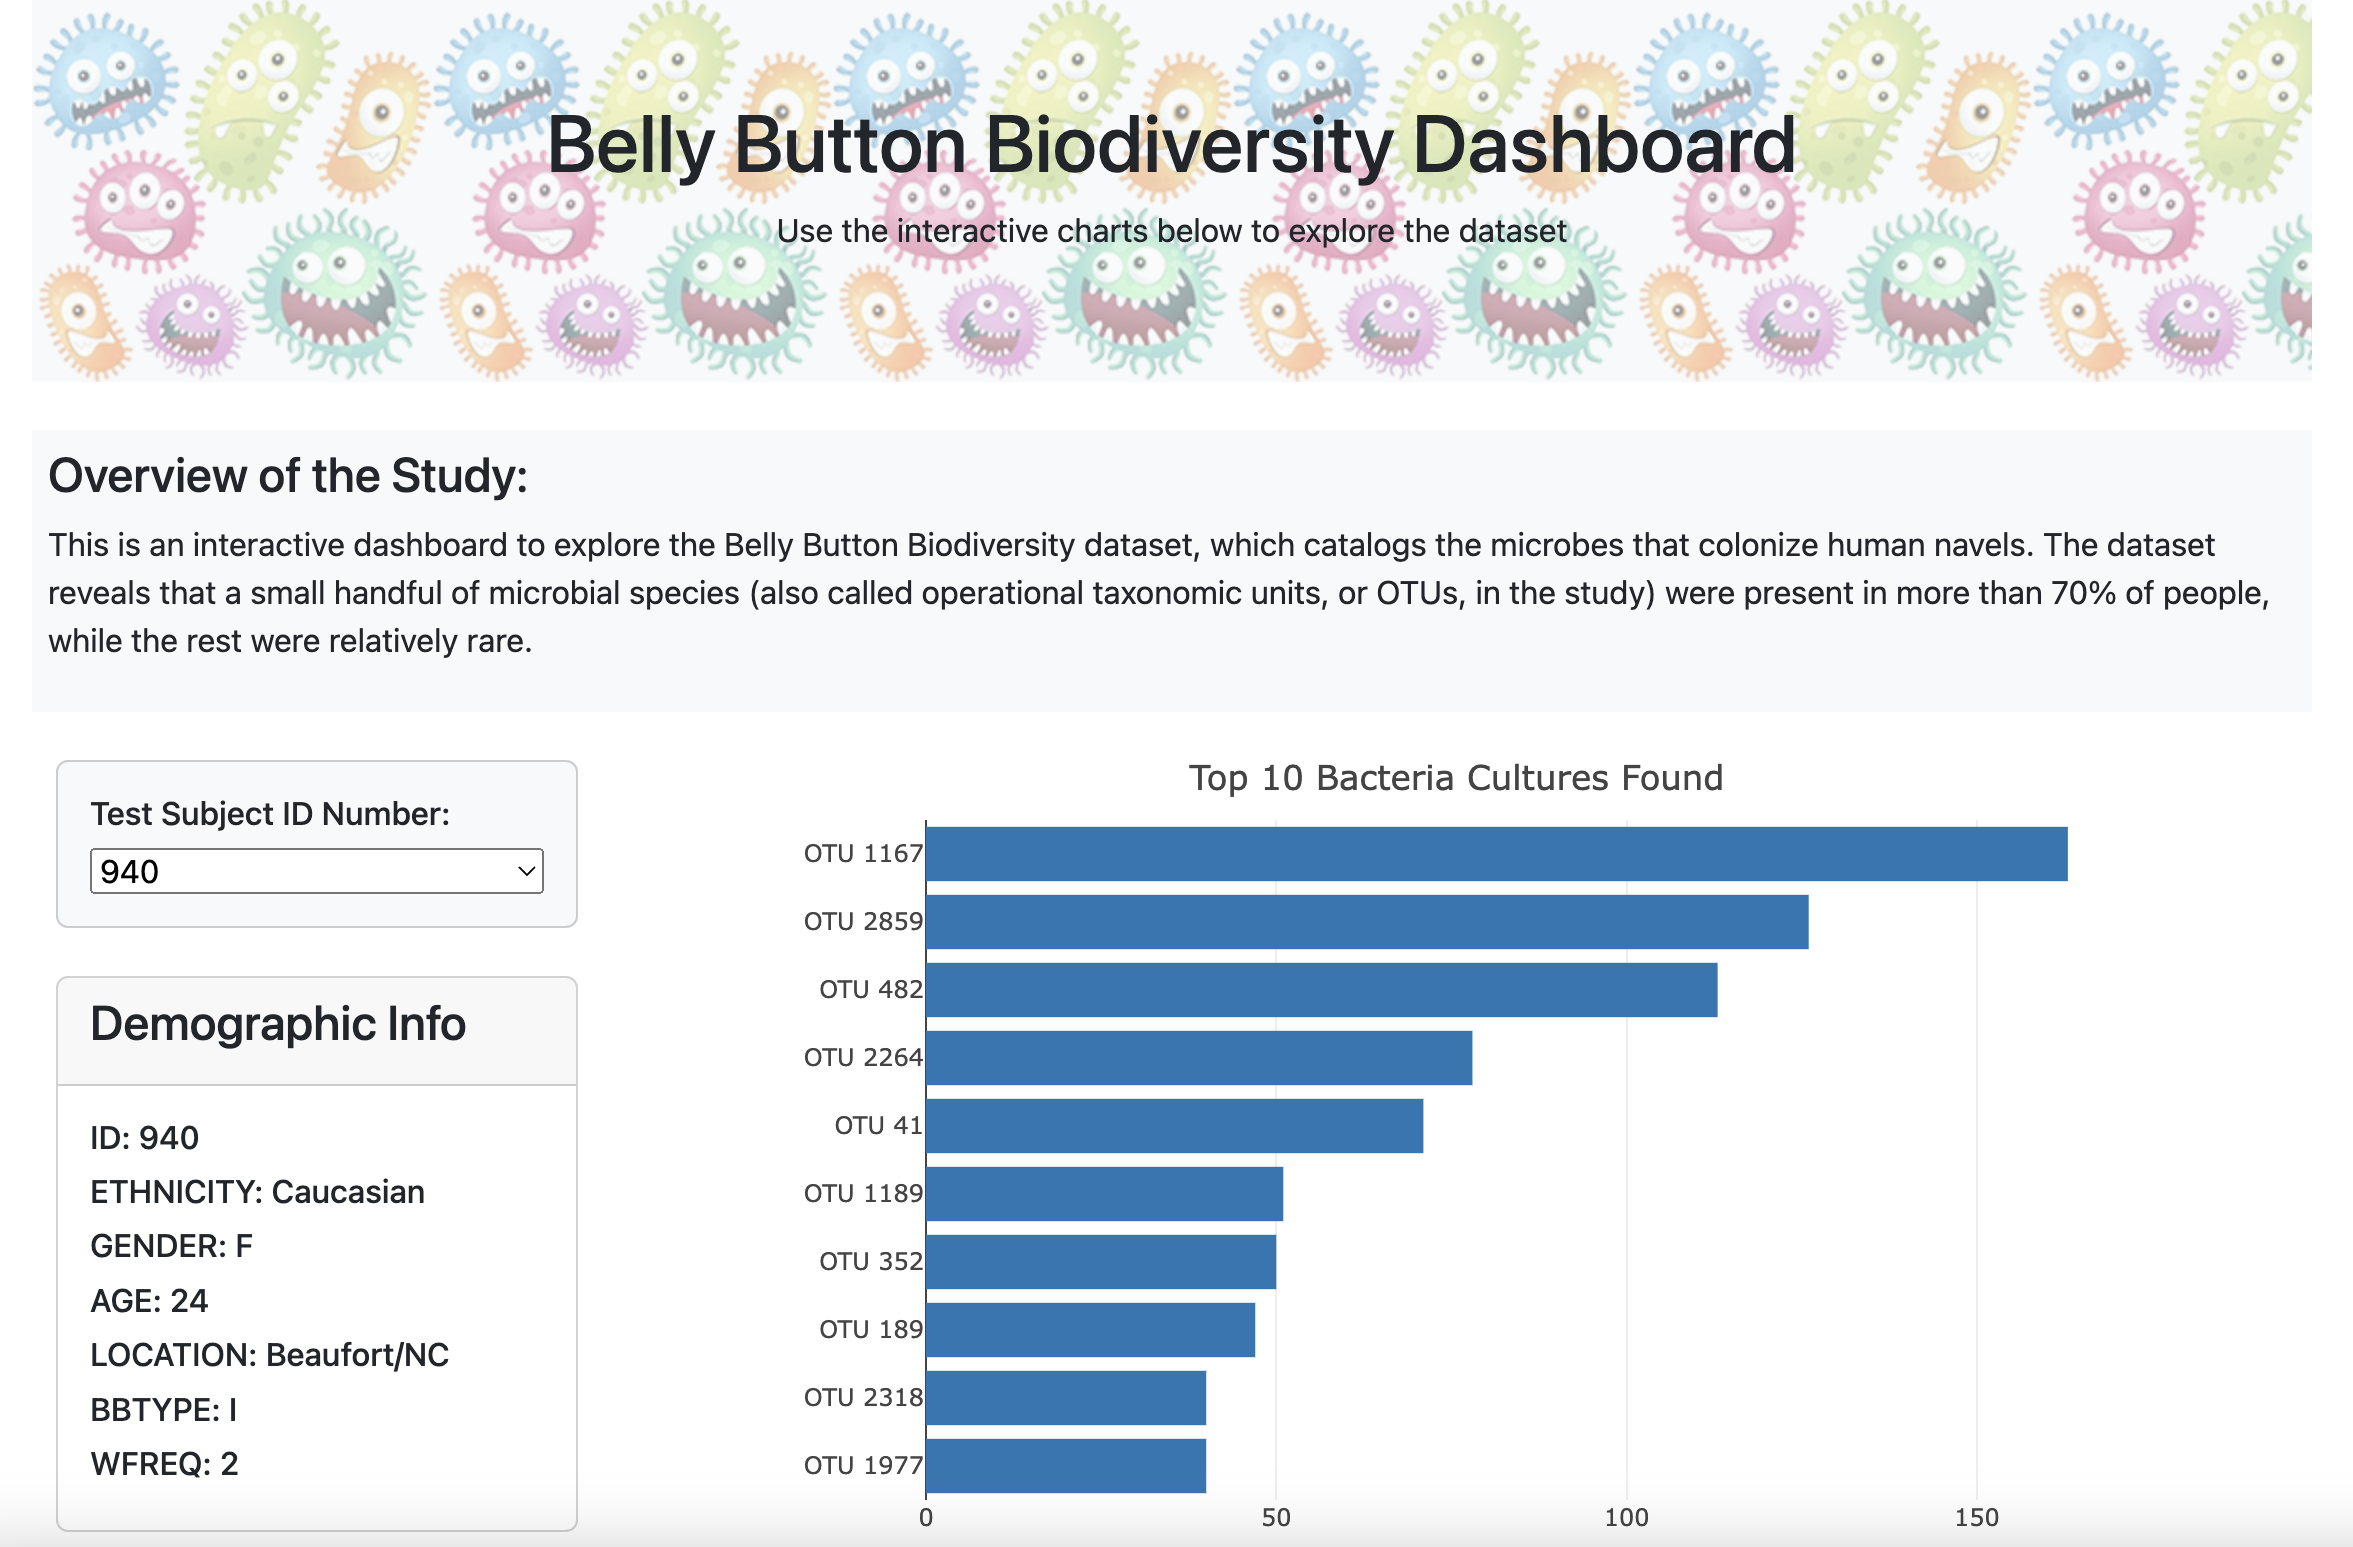 Belly Button Biodiversity Dashboard
Use the interactive charts below to explore the dataset
Overview of the Study:
This is an interactive dashboard to explore the Belly Button Biodiversity dataset, which catalogs the microbes that colonize human navels. The dataset
reveals that a small handful of microbial species (also called operational taxonomic units, or OTUs, in the study) were present in more than 70% of people,
while the rest were relatively rare.
Test Subject ID Number:
940
Demographic Info
ID: 940
ETHNICITY: Caucasian
GENDER: F
AGE: 24
LOCATION: Beaufort/NC
BBTYPE: I
WFREQ: 2
Top 10 Bacteria Cultures Found
OTU 1167
OTU 2859
OTU 482
OTU 2264
OTU 41
OTU 1189
OTU 352
OTU 189
OTU 2318
OTU 1977
0 50 100 150